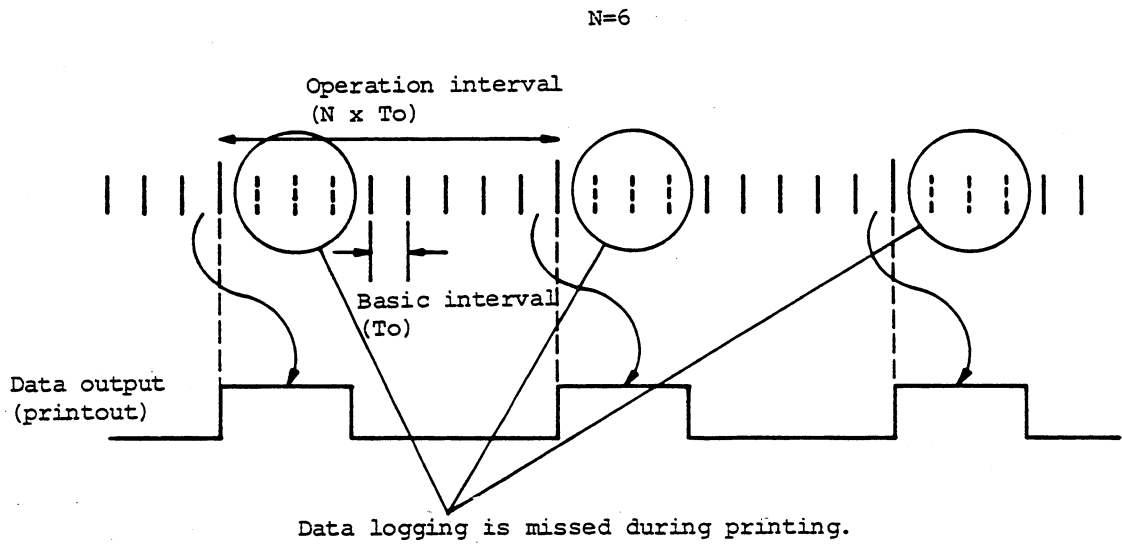 N=6
Operation interval
(N x To)
Basic interval
(To)
Data output
(printout)
Data logging is missed during printing.